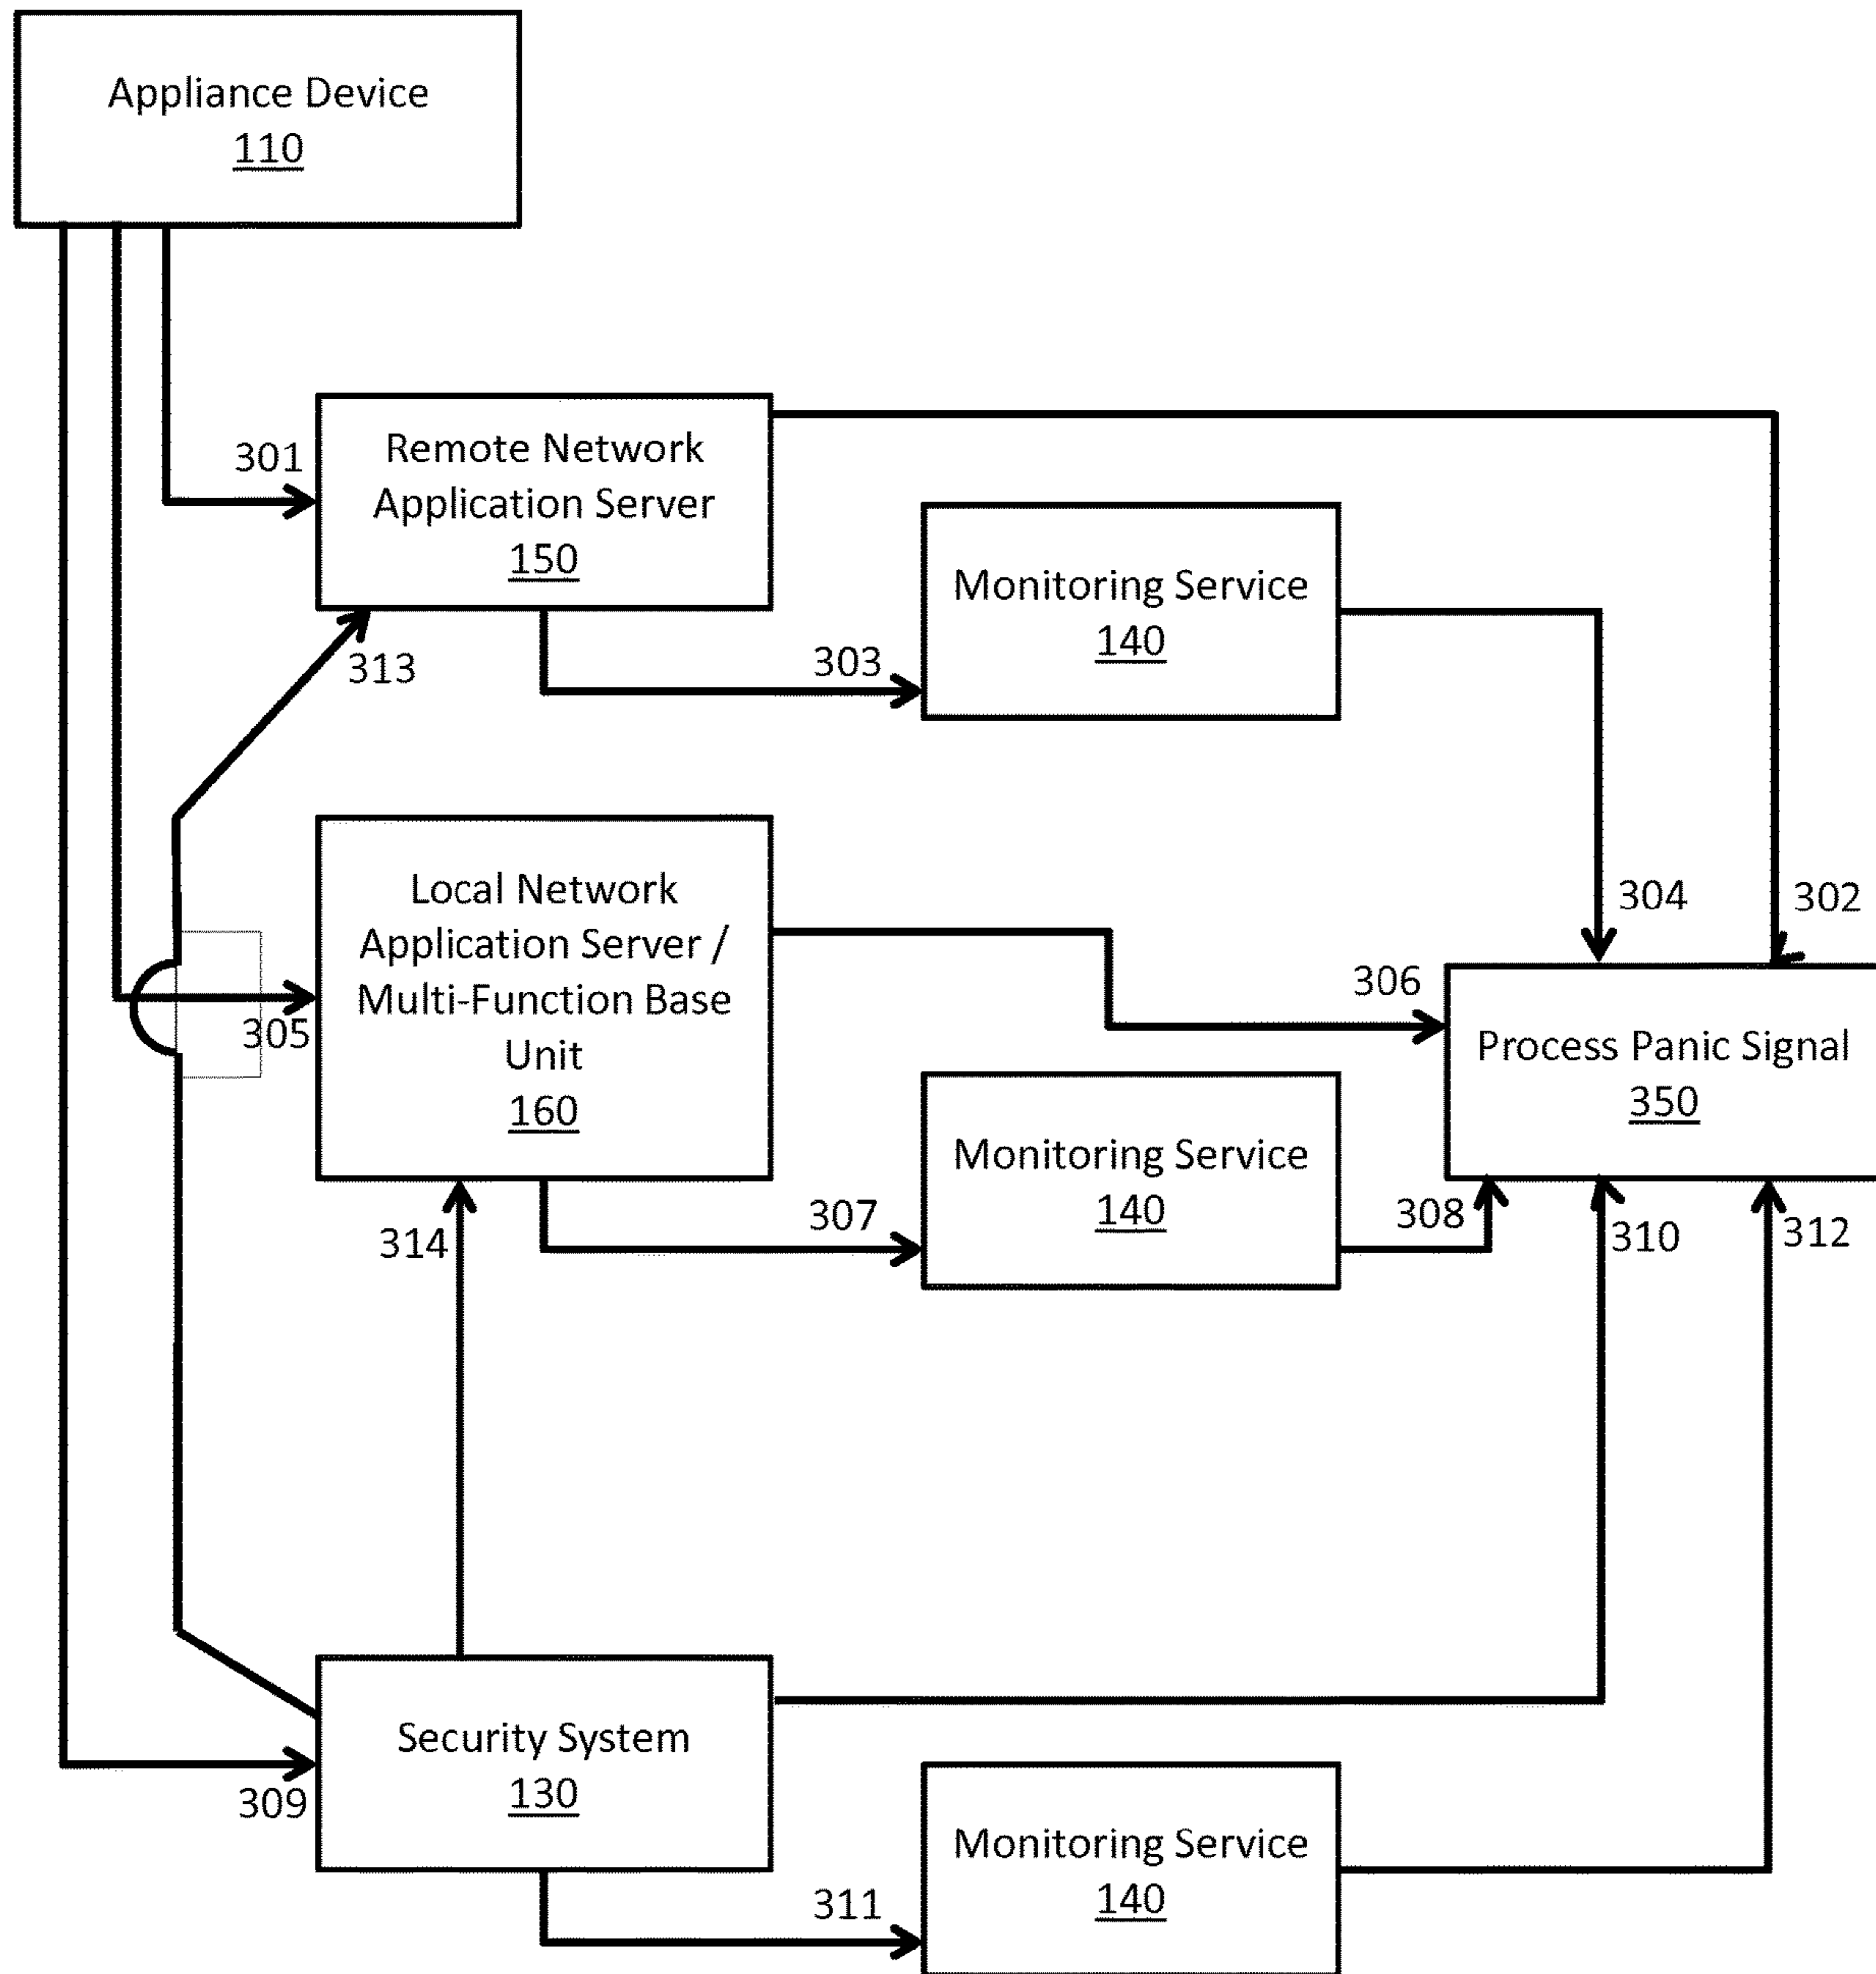 Appliance Device
110
301
Remote Network
Application Server
150
313
303
Monitoring Service
140
304
302
305
Local Network
Application Server /
Multi-Function Base
Unit
160
306
Process Panic Signal
350
314
307
Monitoring Service
140
308
310
312
309
Security System
130
311
Monitoring Service
140